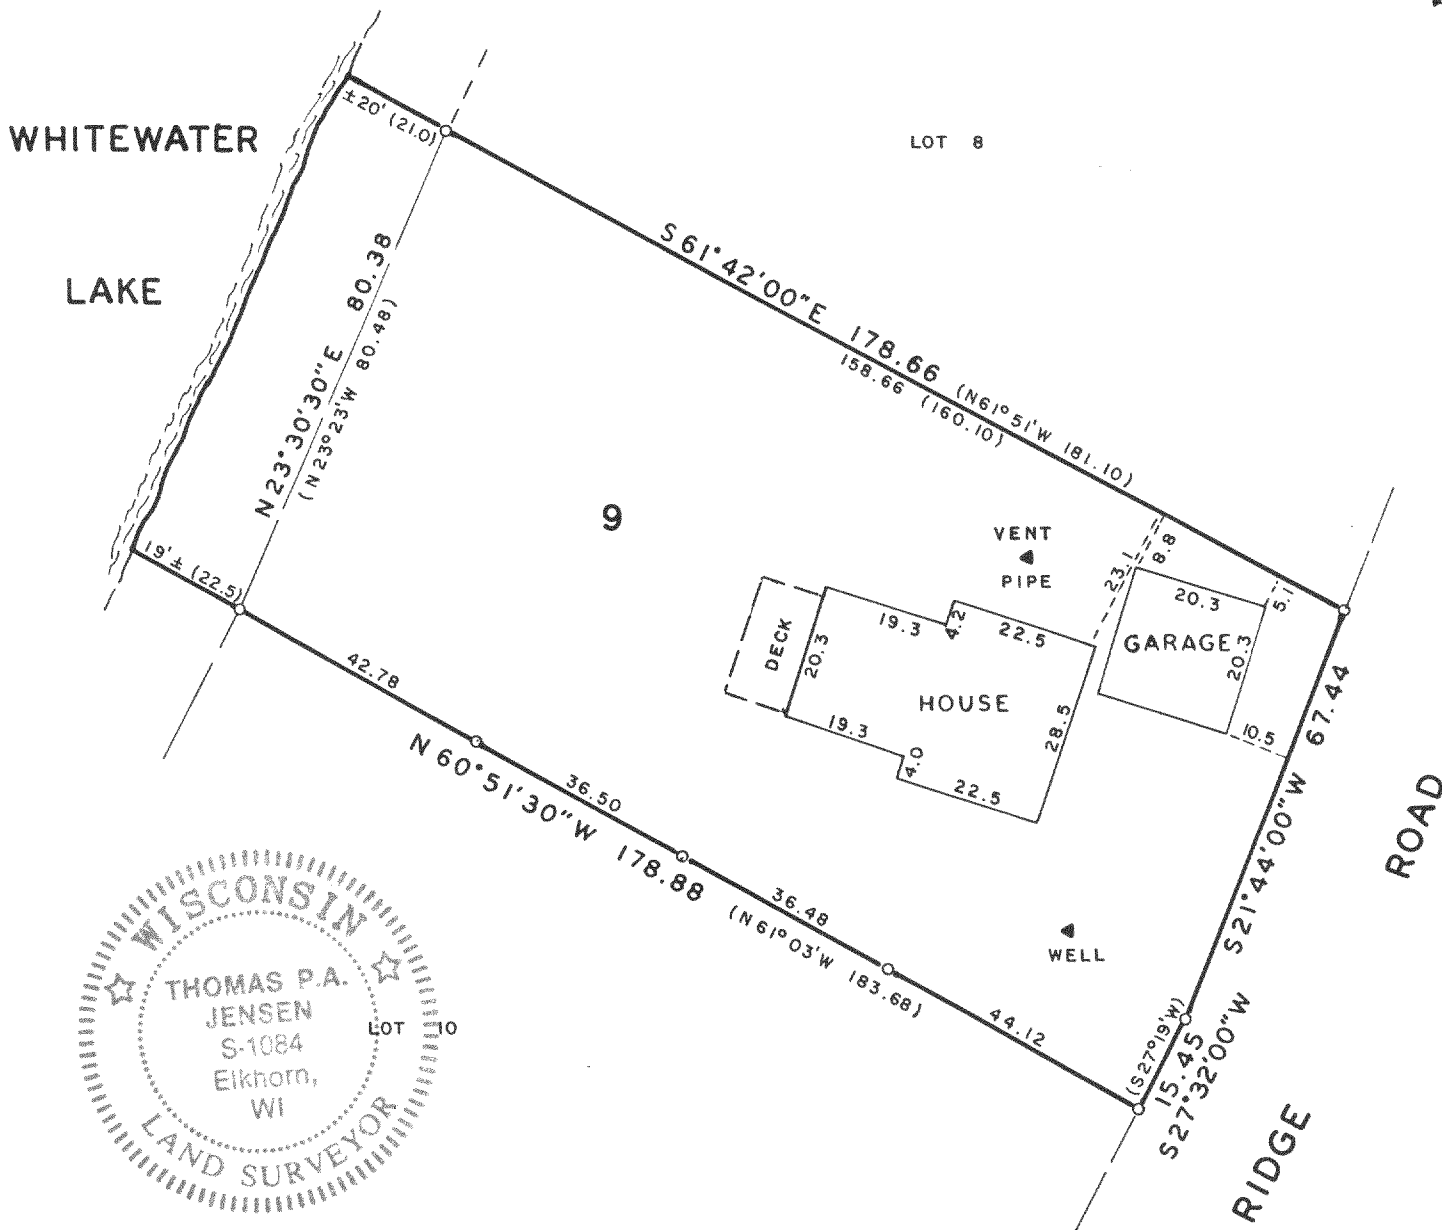 WHITEWATER
LAKE
±20' (21.0)
LOT 8
S 61°42'00"E 178.66 (N61°51'W 181.10)
158.66 (160.10)
N 23°30'30"E 80.38
(N 23°23'W 80.48)
9
19'± (22.5)
VENT
PIPE
23.1
8.8
5.1
20.3
GARAGE
20.3
10.5
DECK
20.3
19.3
4.2
22.5
HOUSE
28.5
19.3
4.0
22.5
42.78
36.50
36.48
44.12
N 60°51'30"W 178.88 (N 61°03'W 183.68)
WELL
S21°44'00"W 67.44
(S27°19'W)
15.45
S27°32'00"W
RIDGE ROAD
LOT 10
WISCONSIN
THOMAS P.A.
JENSEN
S-1084
Elkhorn,
WI
LAND SURVEYOR